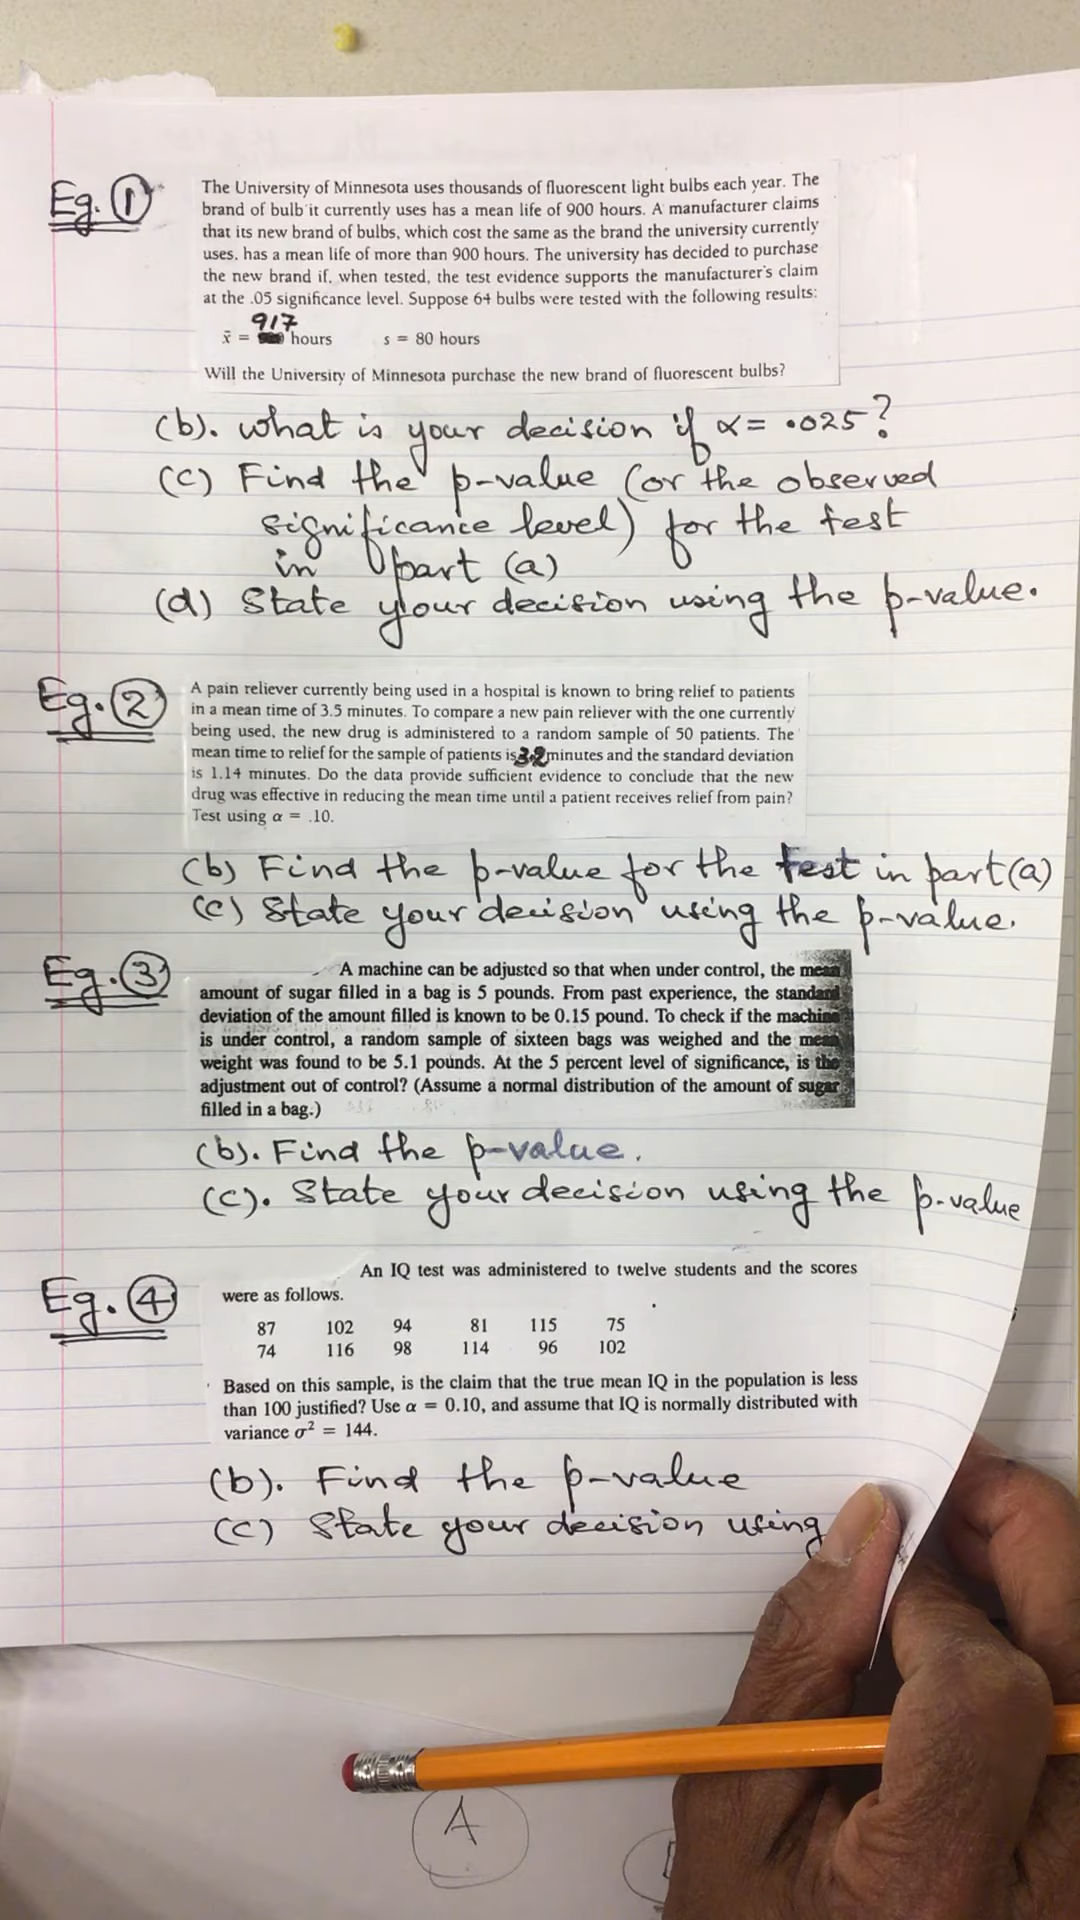 Eg. ①
The University of Minnesota uses thousands of fluorescent light bulbs each year. The
brand of bulb it currently uses has a mean life of 900 hours. A manufacturer claims
that its new brand of bulbs, which cost the same as the brand the university currently
uses, has a mean life of more than 900 hours. The university has decided to purchase
the new brand if, when tested, the test evidence supports the manufacturer's claim
at the .05 significance level. Suppose 64 bulbs were tested with the following results:
x̄ = 917 hours s = 80 hours
Will the University of Minnesota purchase the new brand of fluorescent bulbs?
(b). what is your decision if α = .025?
(c) Find the p-value (or the observed
significance level) for the test
in part (a)
(d) State your decision using the p-value.
Eg. ②
A pain reliever currently being used in a hospital is known to bring relief to patients
in a mean time of 3.5 minutes. To compare a new pain reliever with the one currently
being used, the new drug is administered to a random sample of 50 patients. The
mean time to relief for the sample of patients is 3.2 minutes and the standard deviation
is 1.14 minutes. Do the data provide sufficient evidence to conclude that the new
drug was effective in reducing the mean time until a patient receives relief from pain?
Test using α = .10.
(b) Find the p-value for the test in part (a)
(c) State your decision using the p-value.
Eg. ③
A machine can be adjusted so that when under control, the mean
amount of sugar filled in a bag is 5 pounds. From past experience, the standard
deviation of the amount filled is known to be 0.15 pound. To check if the machine
is under control, a random sample of sixteen bags was weighed and the mean
weight was found to be 5.1 pounds. At the 5 percent level of significance, is the
adjustment out of control? (Assume a normal distribution of the amount of sugar
filled in a bag.)
(b). Find the p-value.
(c). State your decision using the p-value
Eg. ④
An IQ test was administered to twelve students and the scores
were as follows.
87 102 94 81 115 75
74 116 98 114 96 102
Based on this sample, is the claim that the true mean IQ in the population is less
than 100 justified? Use α = 0.10, and assume that IQ is normally distributed with
variance σ² = 144.
(b). Find the p-value
(c) State your decision using
A